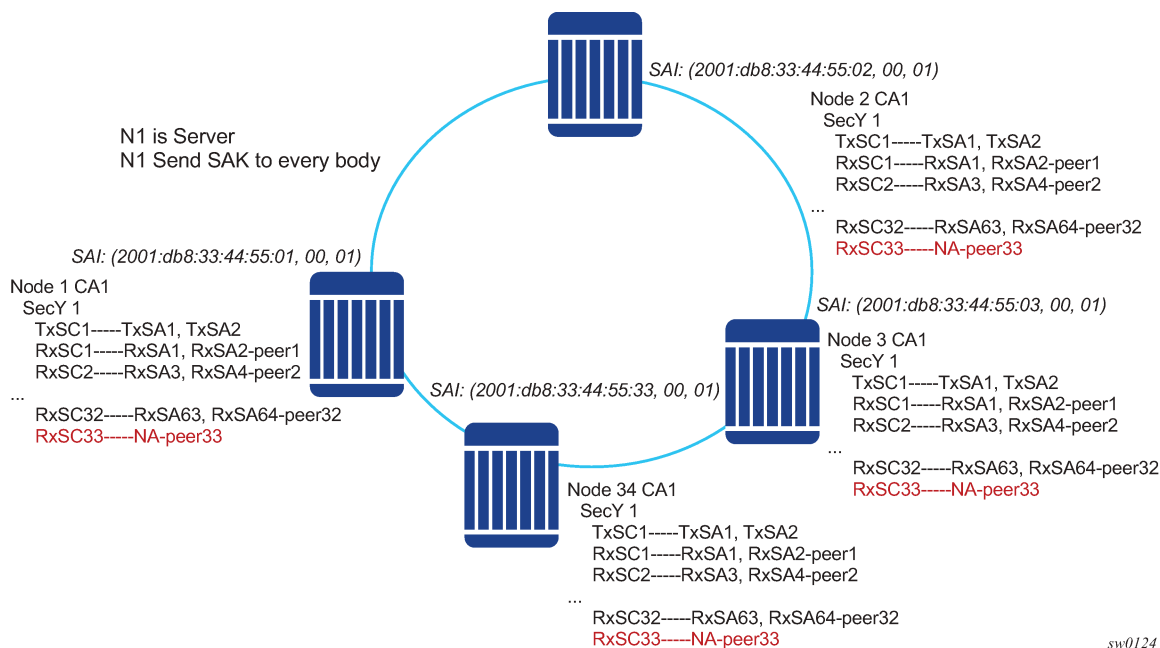 SAI: (2001:db8:33:44:55:02, 00, 01)
Node 2 CA1
SecY 1
TxSC1-----TxSA1, TxSA2
RxSC1-----RxSA1, RxSA2-peer1
RxSC2-----RxSA3, RxSA4-peer2
...
RxSC32-----RxSA63, RxSA64-peer32
RxSC33-----NA-peer33
N1 is Server
N1 Send SAK to every body
SAI: (2001:db8:33:44:55:01, 00, 01)
Node 1 CA1
SecY 1
TxSC1-----TxSA1, TxSA2
RxSC1-----RxSA1, RxSA2-peer1
RxSC2-----RxSA3, RxSA4-peer2
...
RxSC32-----RxSA63, RxSA64-peer32
RxSC33-----NA-peer33
SAI: (2001:db8:33:44:55:03, 00, 01)
Node 3 CA1
SecY 1
TxSC1-----TxSA1, TxSA2
RxSC1-----RxSA1, RxSA2-peer1
RxSC2-----RxSA3, RxSA4-peer2
...
RxSC32-----RxSA63, RxSA64-peer32
RxSC33-----NA-peer33
SAI: (2001:db8:33:44:55:33, 00, 01)
Node 34 CA1
SecY 1
TxSC1-----TxSA1, TxSA2
RxSC1-----RxSA1, RxSA2-peer1
RxSC2-----RxSA3, RxSA4-peer2
...
RxSC32-----RxSA63, RxSA64-peer32
RxSC33-----NA-peer33
sw0124